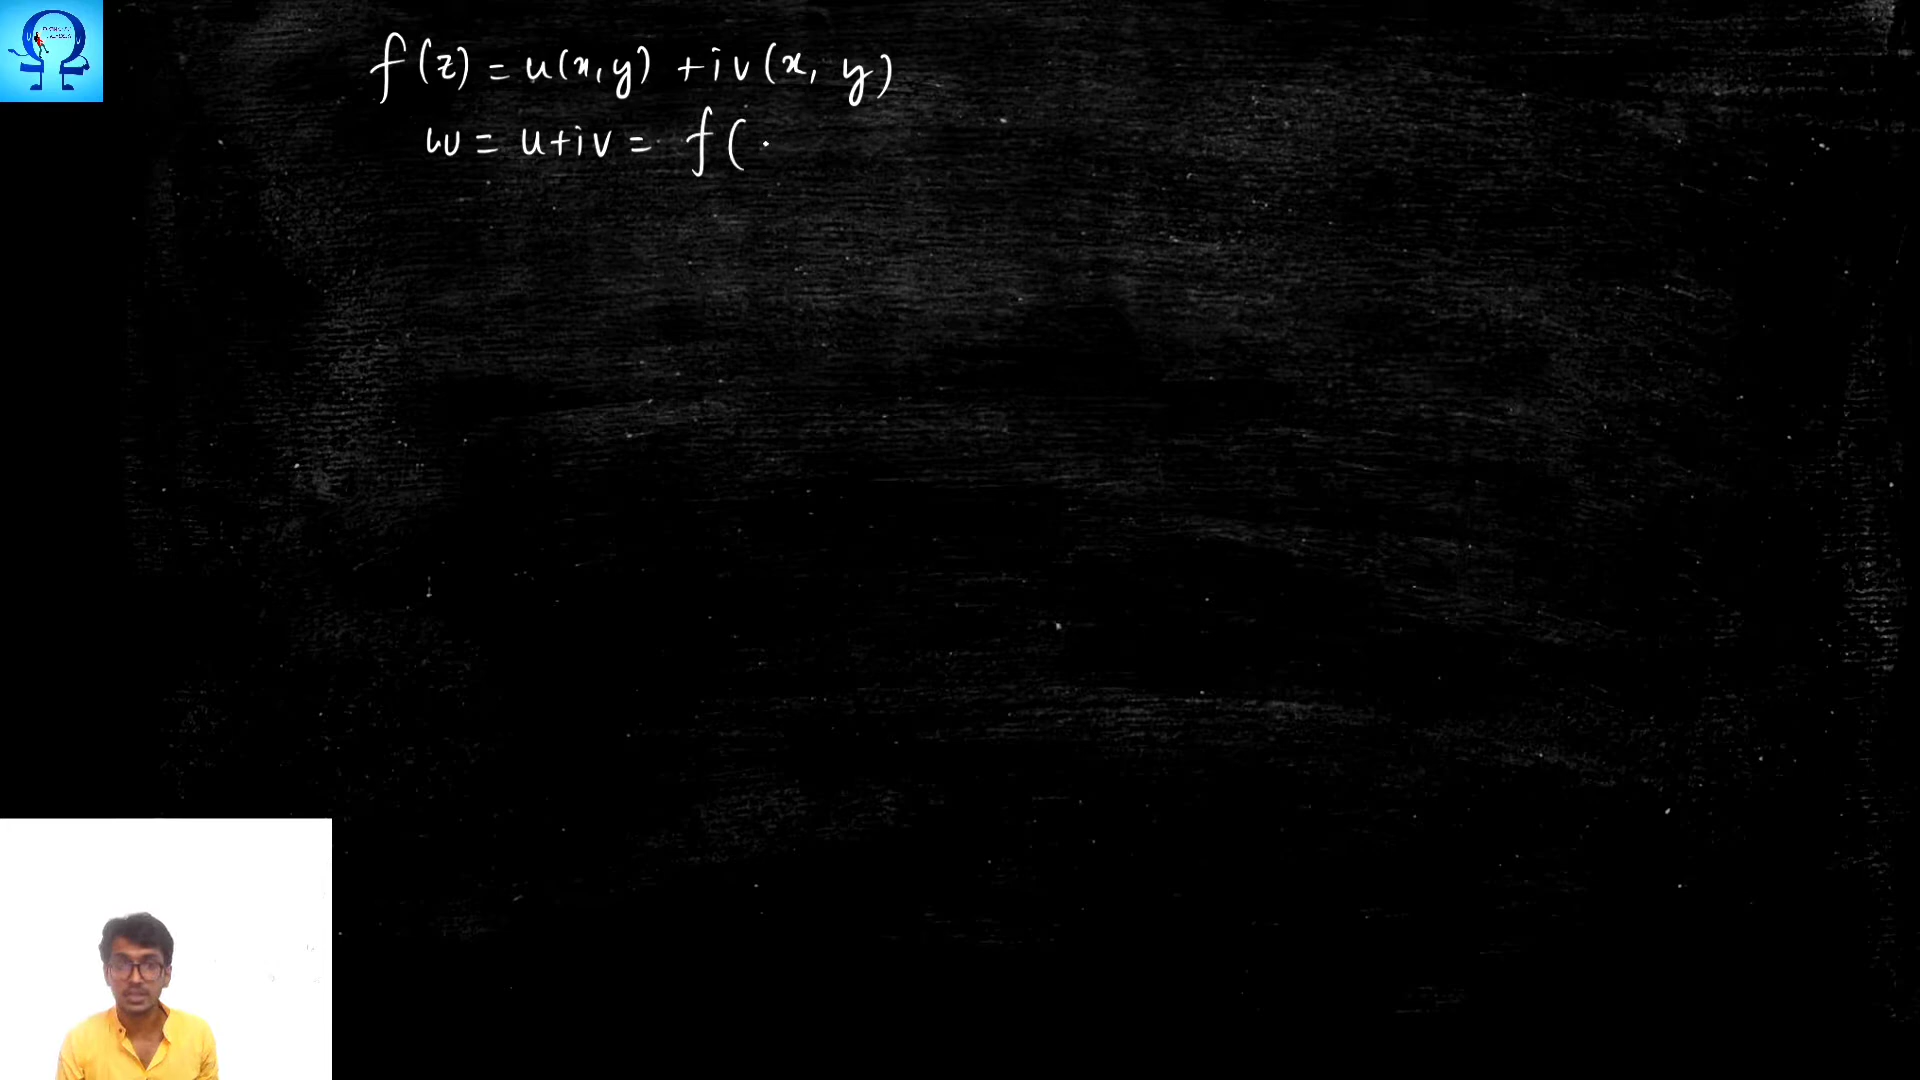 f(z) = u(x, y) + iv(x, y)
w = u+iv = f(